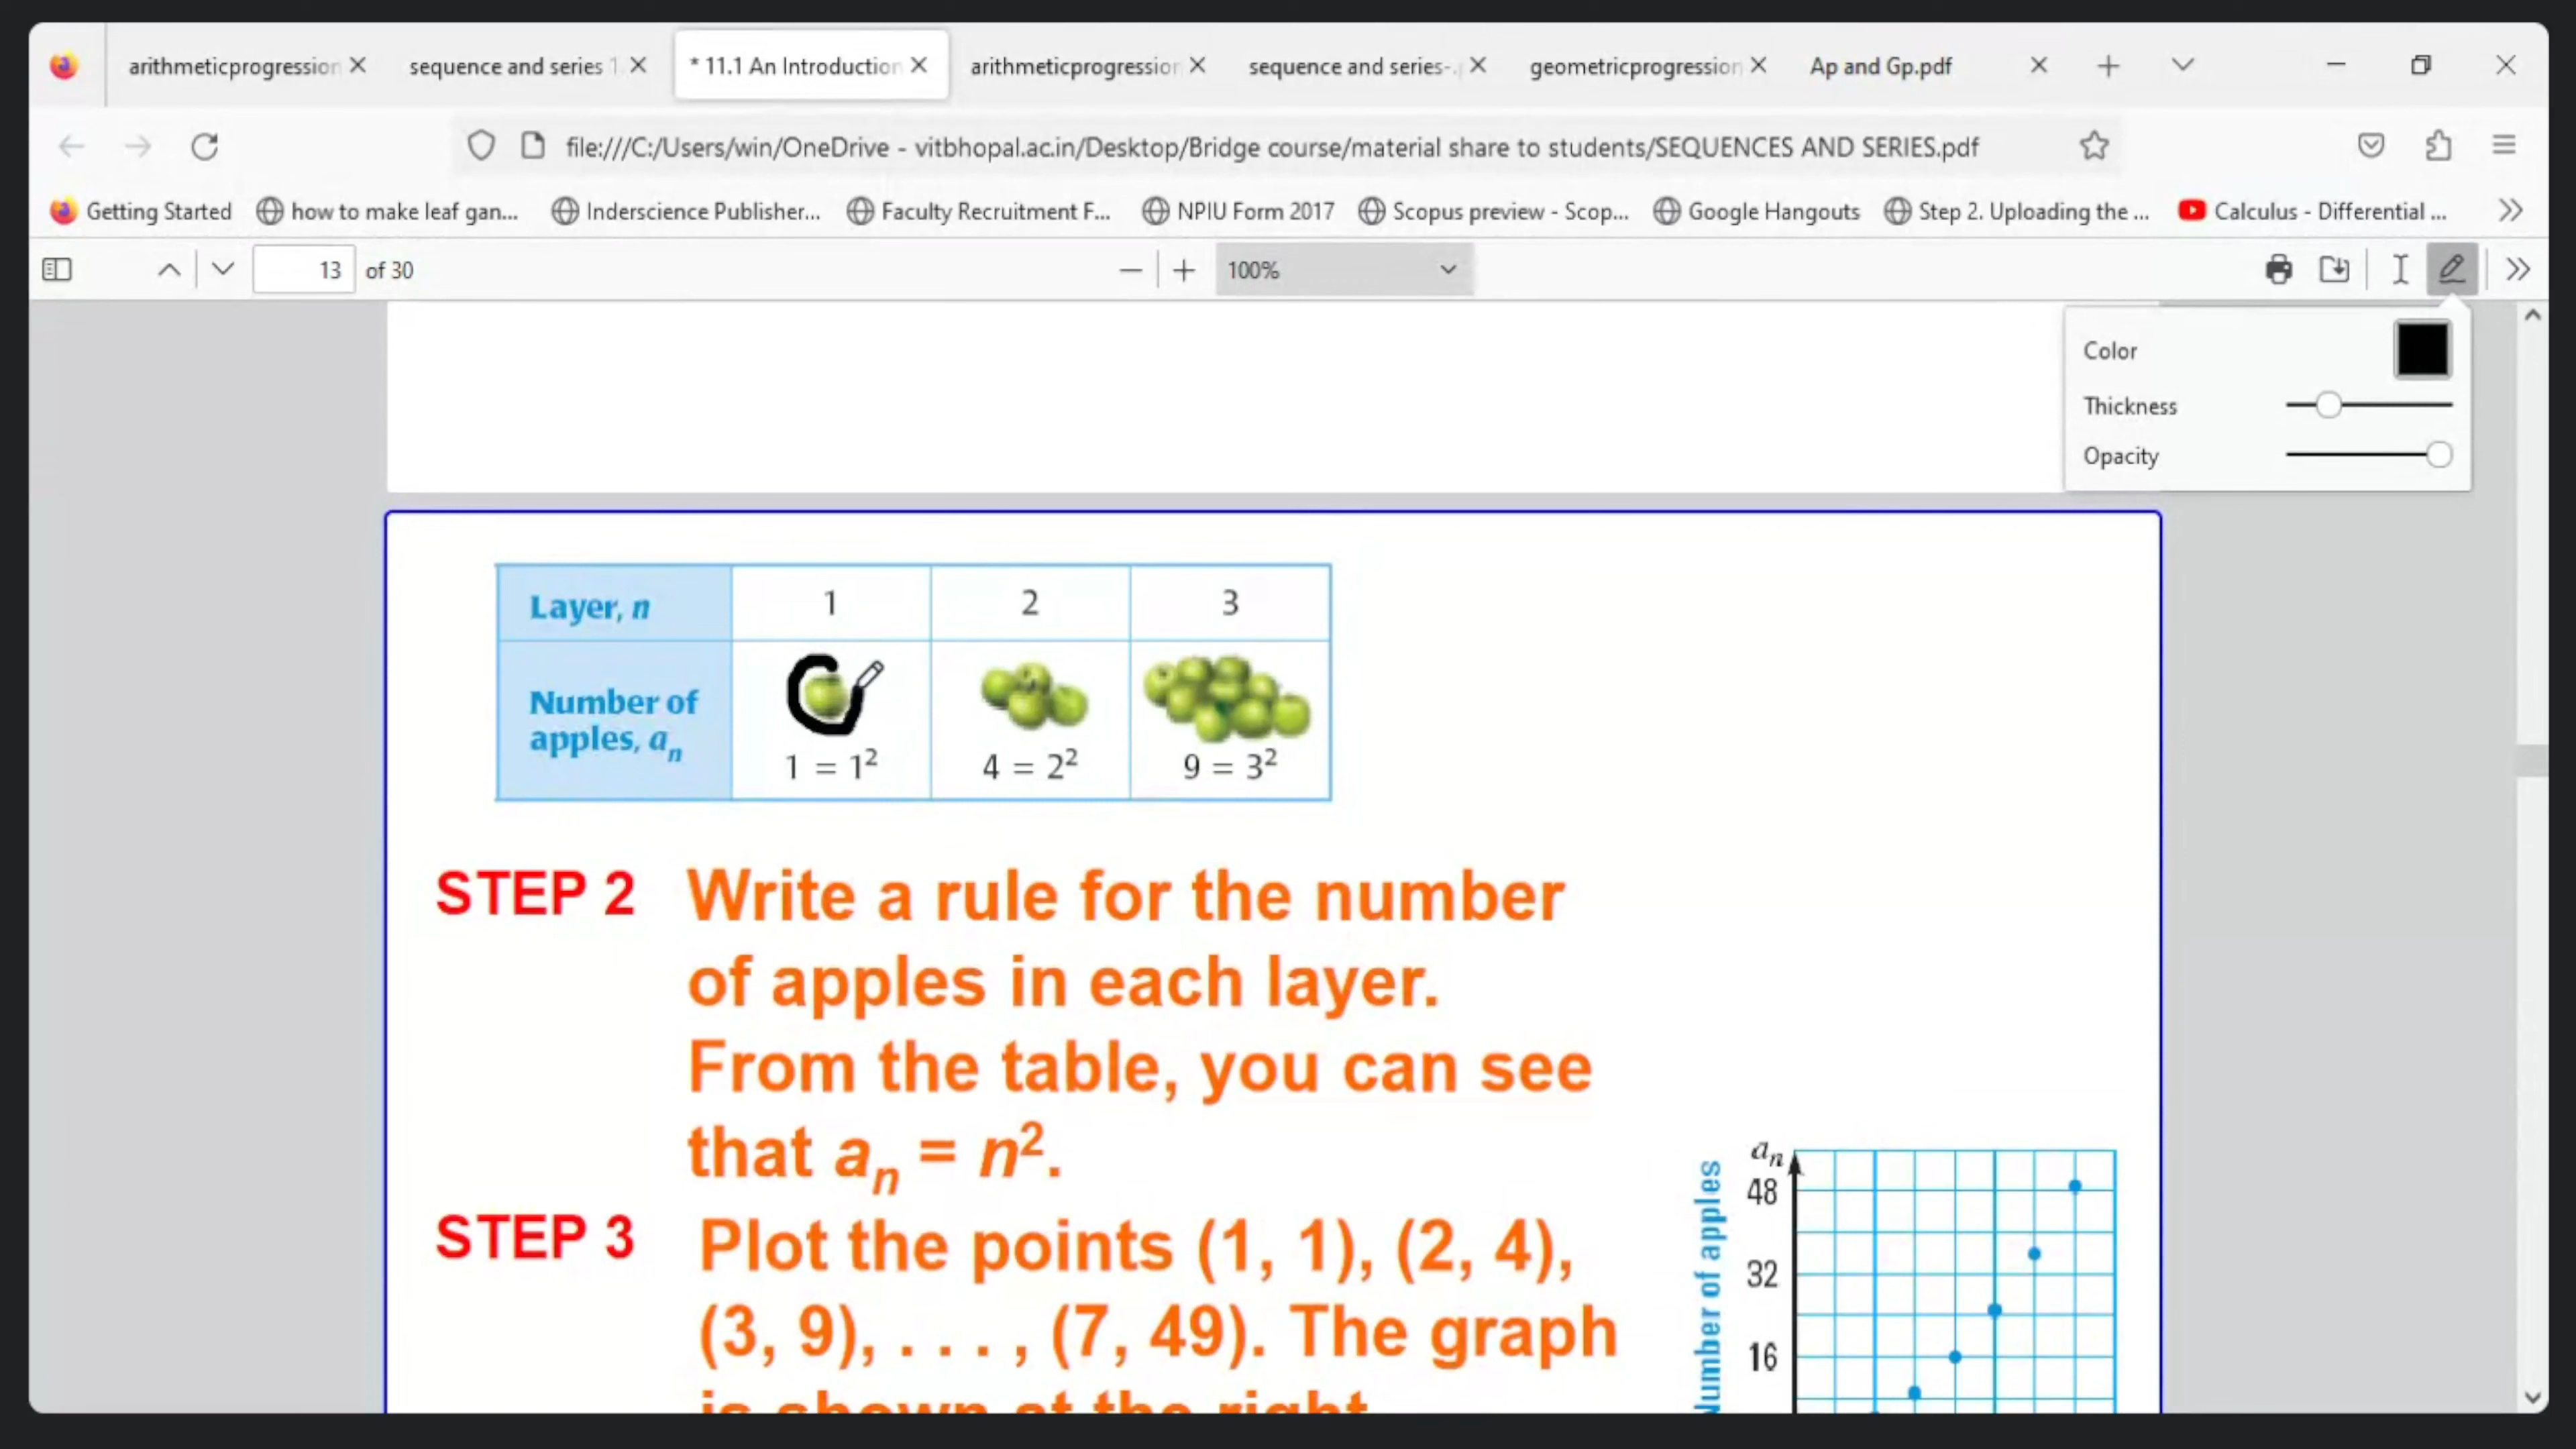 arithmeticprogression
sequence and series 1
* 11.1 An Introduction
arithmeticprogression
sequence and series-.
geometricprogression
Ap and Gp.pdf
file:///C:/Users/win/OneDrive - vitbhopal.ac.in/Desktop/Bridge course/material share to students/SEQUENCES AND SERIES.pdf
Getting Started
how to make leaf gan...
Inderscience Publisher...
Faculty Recruitment F...
NPIU Form 2017
Scopus preview - Scop...
Google Hangouts
Step 2. Uploading the ...
Calculus - Differential ...
13 of 30
100%
Color
Thickness
Opacity
Layer, n 1 2 3
Number of
apples, aₙ
1 = 1² 4 = 2² 9 = 3²
STEP 2 Write a rule for the number
of apples in each layer.
From the table, you can see
that aₙ = n².
STEP 3 Plot the points (1, 1), (2, 4),
(3, 9), . . . , (7, 49). The graph
is shown at the right.
Number of apples
aₙ
48
32
16